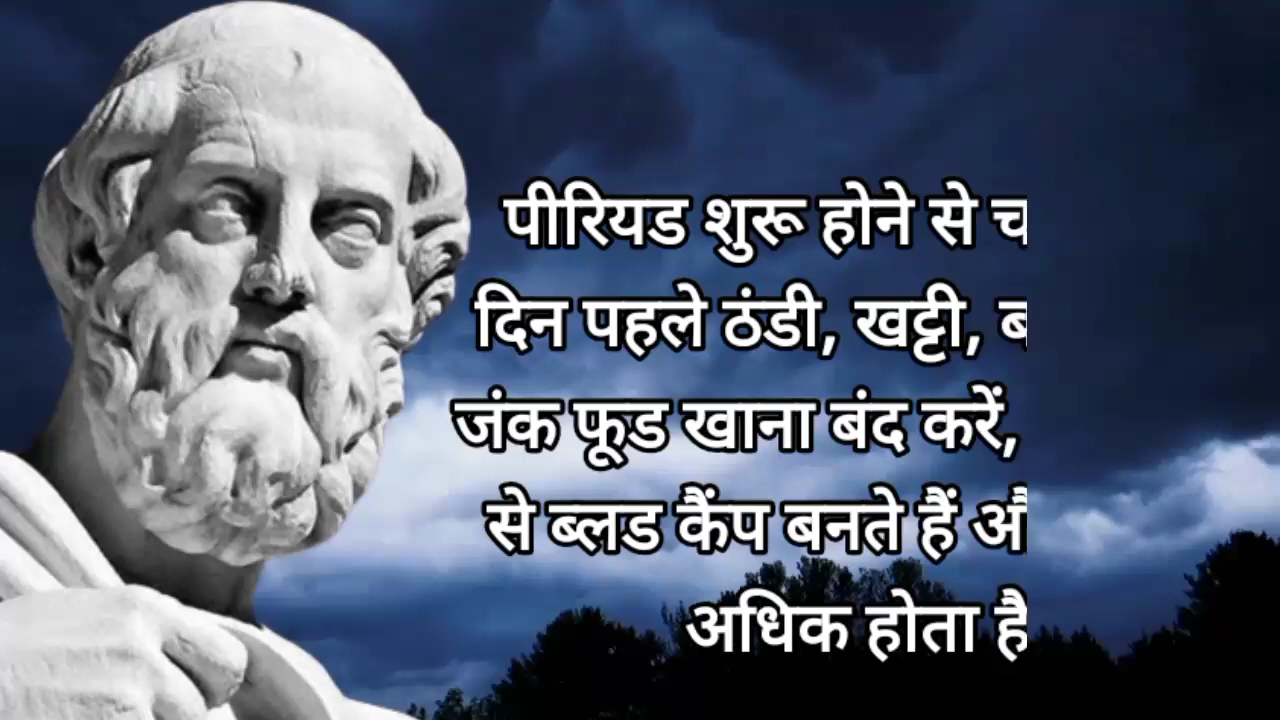 पीरियड शुरू होने से
दिन पहले ठंडी, खट्टी,
जंक फूड खाना बंद करें,
से ब्लड कैंप बनते हैं
अधिक होता है